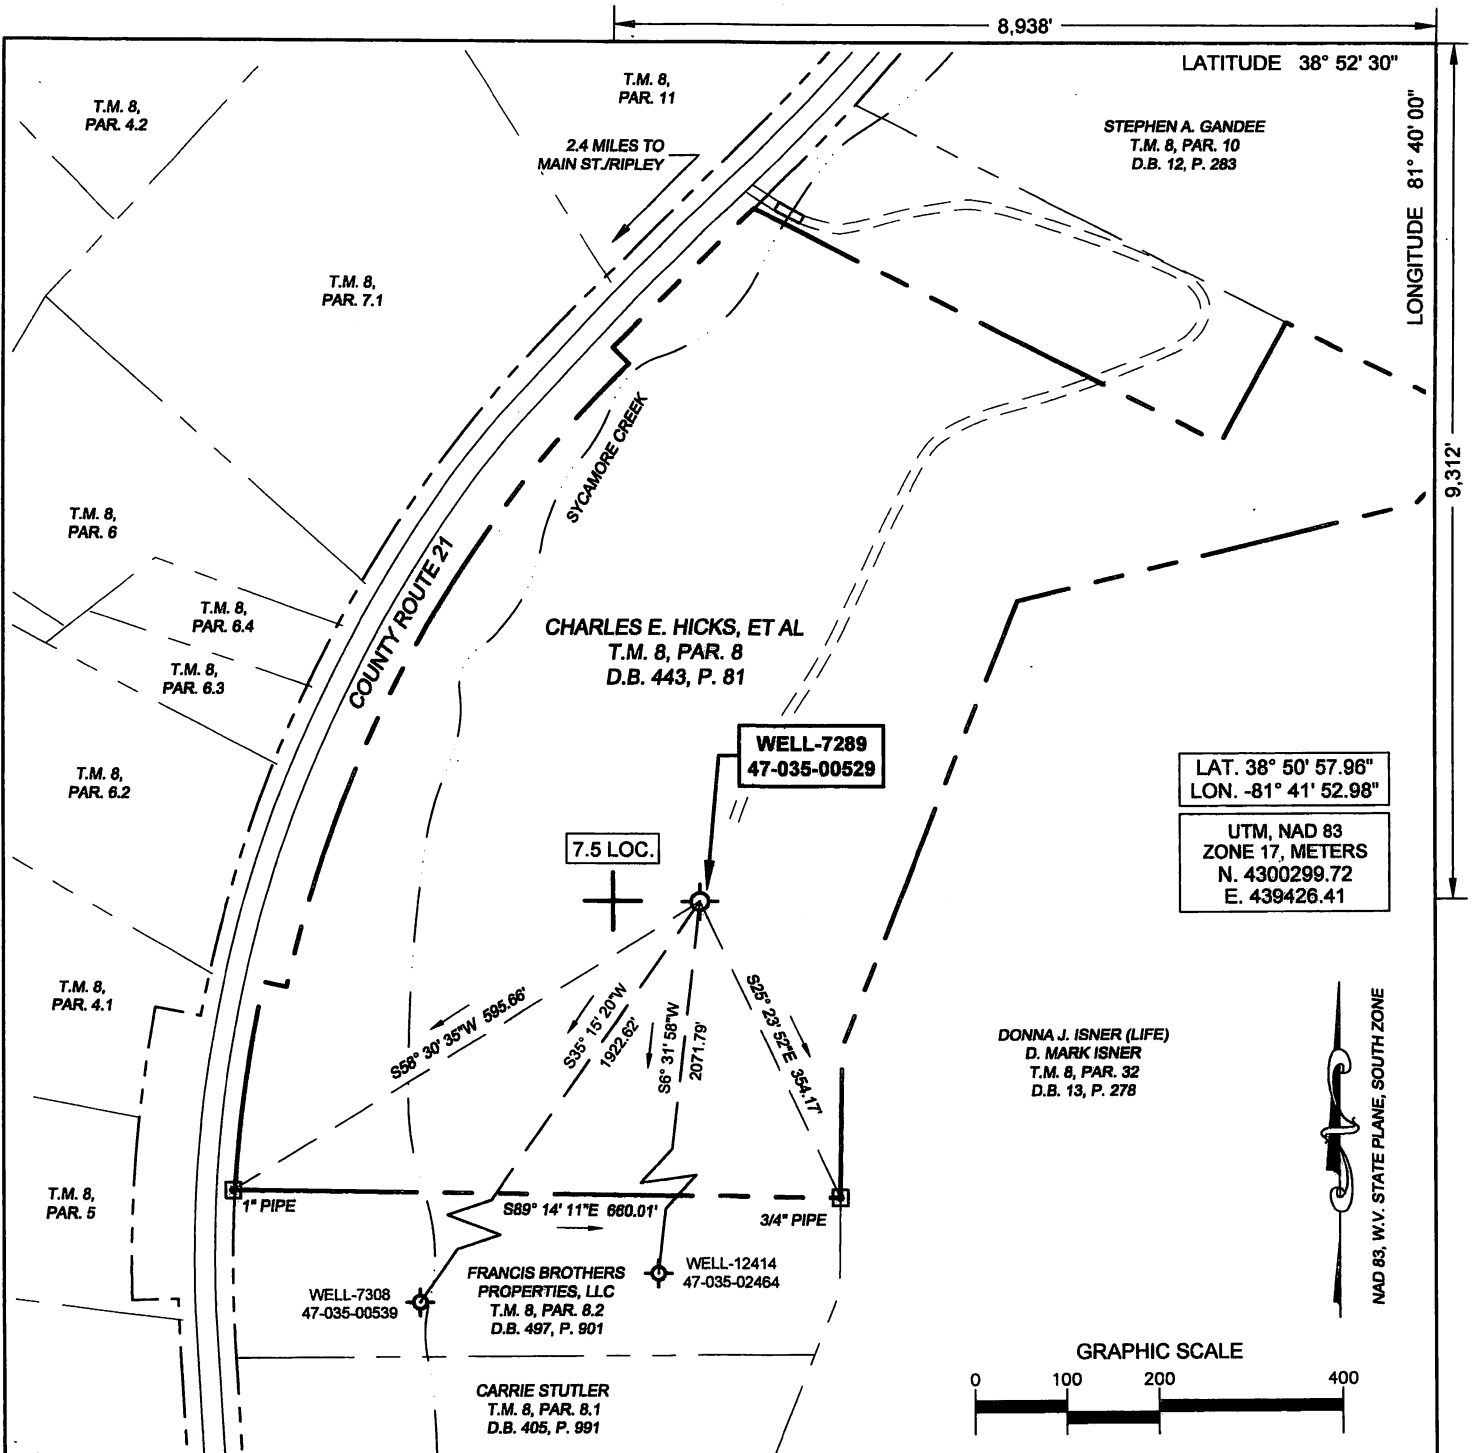 8,938'
LATITUDE 38° 52' 30"
LONGITUDE 81° 40' 00"
9,312'
T.M. 8,
PAR. 4.2
T.M. 8,
PAR. 11
2.4 MILES TO
MAIN ST./RIPLEY
STEPHEN A. GANDEE
T.M. 8, PAR. 10
D.B. 12, P. 283
T.M. 8,
PAR. 7.1
SYCAMORE CREEK
T.M. 8,
PAR. 6
COUNTY ROUTE 21
T.M. 8,
PAR. 6.4
T.M. 8,
PAR. 6.3
CHARLES E. HICKS, ET AL
T.M. 8, PAR. 8
D.B. 443, P. 81
T.M. 8,
PAR. 6.2
WELL-7289
47-035-00529
LAT. 38° 50' 57.96"
LON. -81° 41' 52.98"
UTM, NAD 83
ZONE 17, METERS
N. 4300299.72
E. 439426.41
7.5 LOC.
T.M. 8,
PAR. 4.1
S58° 30' 35"W 595.66'
S35° 15' 20"W
1922.62'
S6° 31' 58"W
2071.79'
S25° 23' 52"E 354.17'
DONNA J. ISNER (LIFE)
D. MARK ISNER
T.M. 8, PAR. 32
D.B. 13, P. 278
NAD 83, W.V. STATE PLANE, SOUTH ZONE
T.M. 8,
PAR. 5
1" PIPE
S89° 14' 11"E 660.01'
3/4" PIPE
WELL-7308
47-035-00539
FRANCIS BROTHERS
PROPERTIES, LLC
T.M. 8, PAR. 8.2
D.B. 497, P. 901
WELL-12414
47-035-02464
CARRIE STUTLER
T.M. 8, PAR. 8.1
D.B. 405, P. 991
GRAPHIC SCALE
0 100 200 400